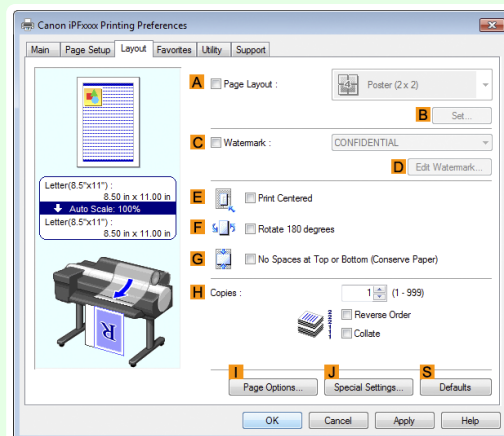 Canon iPFxxxx Printing Preferences
Main Page Setup Layout Favorites Utility Support
A Page Layout : Poster (2 x 2)
B Set...
C Watermark : CONFIDENTIAL
D Edit Watermark...
Letter(8.5"x11") :
8.50 in x 11.00 in
Auto Scale: 100%
Letter(8.5"x11") :
8.50 in x 11.00 in
E Print Centered
F Rotate 180 degrees
G No Spaces at Top or Bottom (Conserve Paper)
H Copies : 1 (1 - 999)
Reverse Order
Collate
R
I J S
Page Options... Special Settings... Defaults
OK Cancel Apply Help